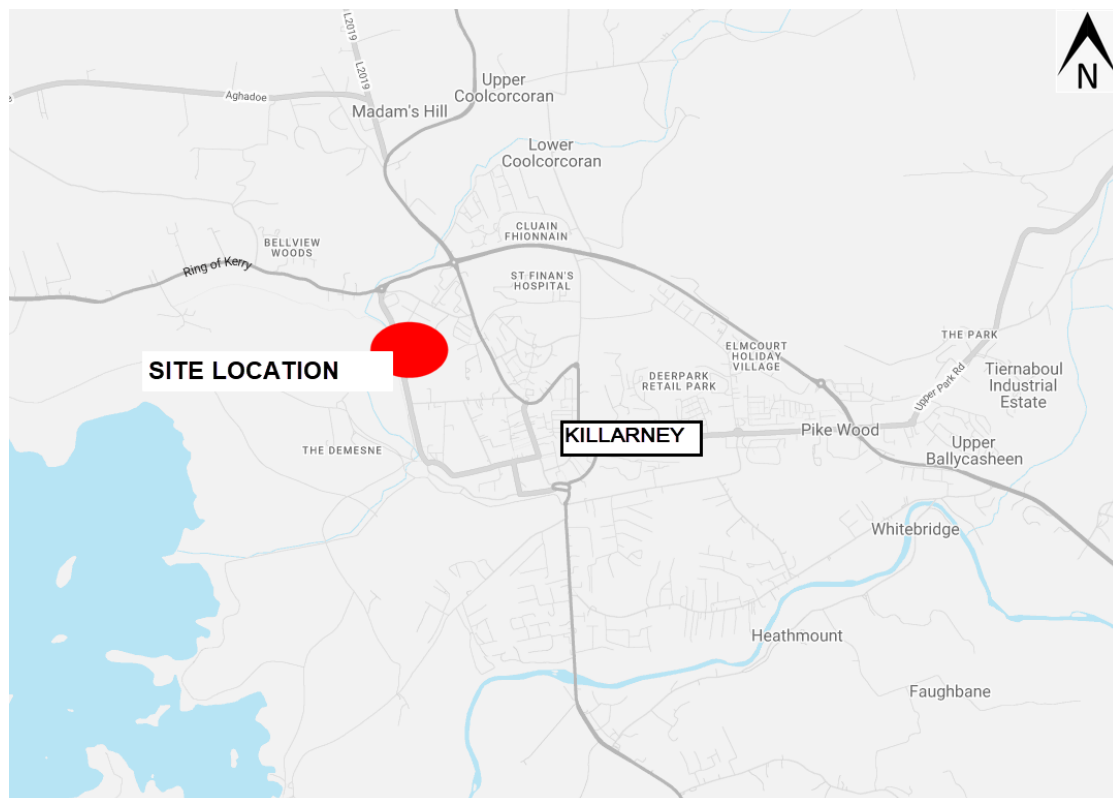 L2019
L2019
N
Upper
Coolcorcoran
Aghadoe
Madam's Hill
Lower
Coolcorcoran
CLUAIN
FHIONNAIN
BELLVIEW
WOODS
Ring of Kerry
ST FINAN'S
HOSPITAL
THE PARK
ELMCOURT
HOLIDAY
VILLAGE
SITE LOCATION
DEERPARK
RETAIL PARK
Upper Park Rd
Tiernaboul
Industrial
Estate
KILLARNEY
Pike Wood
THE DEMESNE
Upper
Ballycasheen
Whitebridge
Heathmount
Faughbane